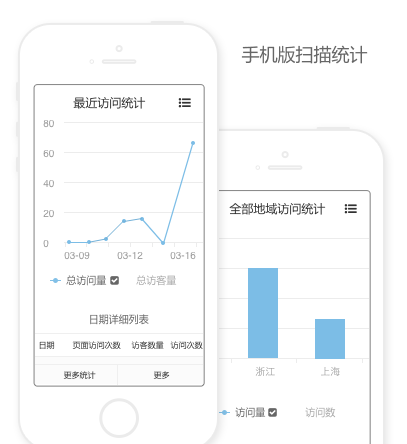 手机版扫描统计
最近访问统计
80
60
40
20
0
03-09 03-12 03-16
总访问量 总访客量
日期详细列表
日期 页面访问次数 访客数量 访问次数
更多统计 更多
全部地域访问统计
浙江 上海
访问量 访问数